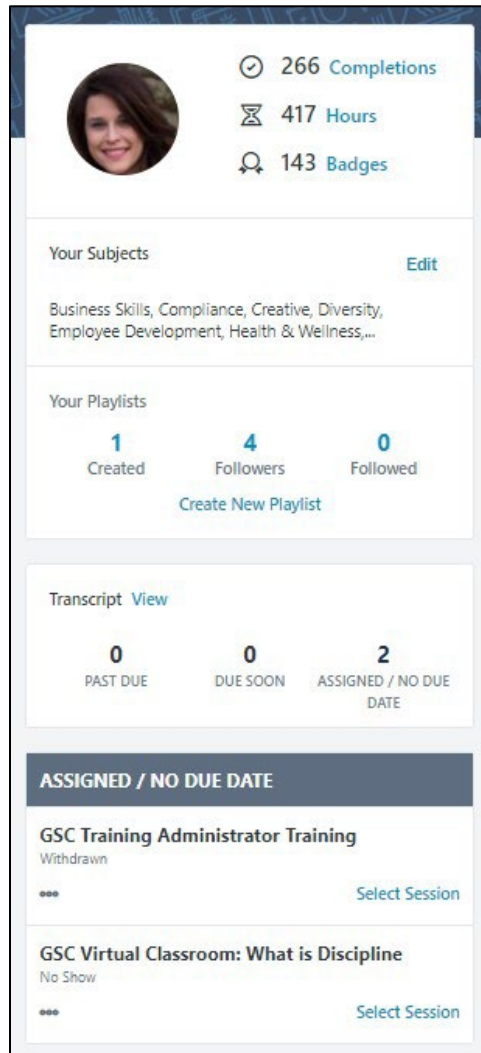 266 Completions
417 Hours
143 Badges
Your Subjects
Edit
Business Skills, Compliance, Creative, Diversity,
Employee Development, Health & Wellness,...
Your Playlists
1 4 0
Created Followers Followed
Create New Playlist
Transcript View
0 0 2
PAST DUE DUE SOON ASSIGNED / NO DUE
DATE
ASSIGNED / NO DUE DATE
GSC Training Administrator Training
Withdrawn
Select Session
GSC Virtual Classroom: What is Discipline
No Show
Select Session